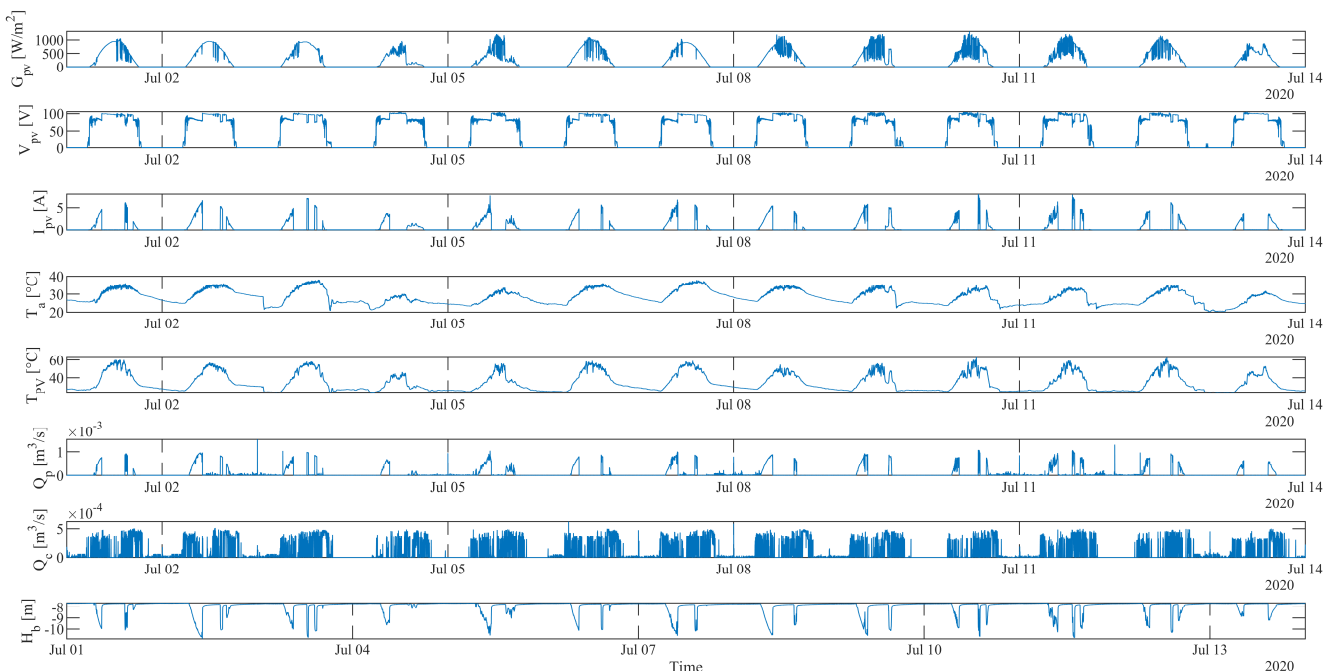 G_pv [W/m^2]
1000
500
0
Jul 02
Jul 05
Jul 08
Jul 11
Jul 14
2020
V_pv [V]
100
50
0
Jul 02
Jul 05
Jul 08
Jul 11
Jul 14
2020
I_pv [A]
5
0
Jul 02
Jul 05
Jul 08
Jul 11
Jul 14
2020
T_a [°C]
40
30
20
Jul 02
Jul 05
Jul 08
Jul 11
Jul 14
2020
T_PV [°C]
60
40
Jul 02
Jul 05
Jul 08
Jul 11
Jul 14
2020
×10^-3
Q_p [m^3/s]
1
0
Jul 02
Jul 05
Jul 08
Jul 11
Jul 14
2020
×10^-4
Q_c [m^3/s]
5
0
Jul 02
Jul 05
Jul 08
Jul 11
Jul 14
2020
H_b [m]
-8
-9
-10
Jul 01
Jul 04
Jul 07
Jul 10
Jul 13
Time
2020